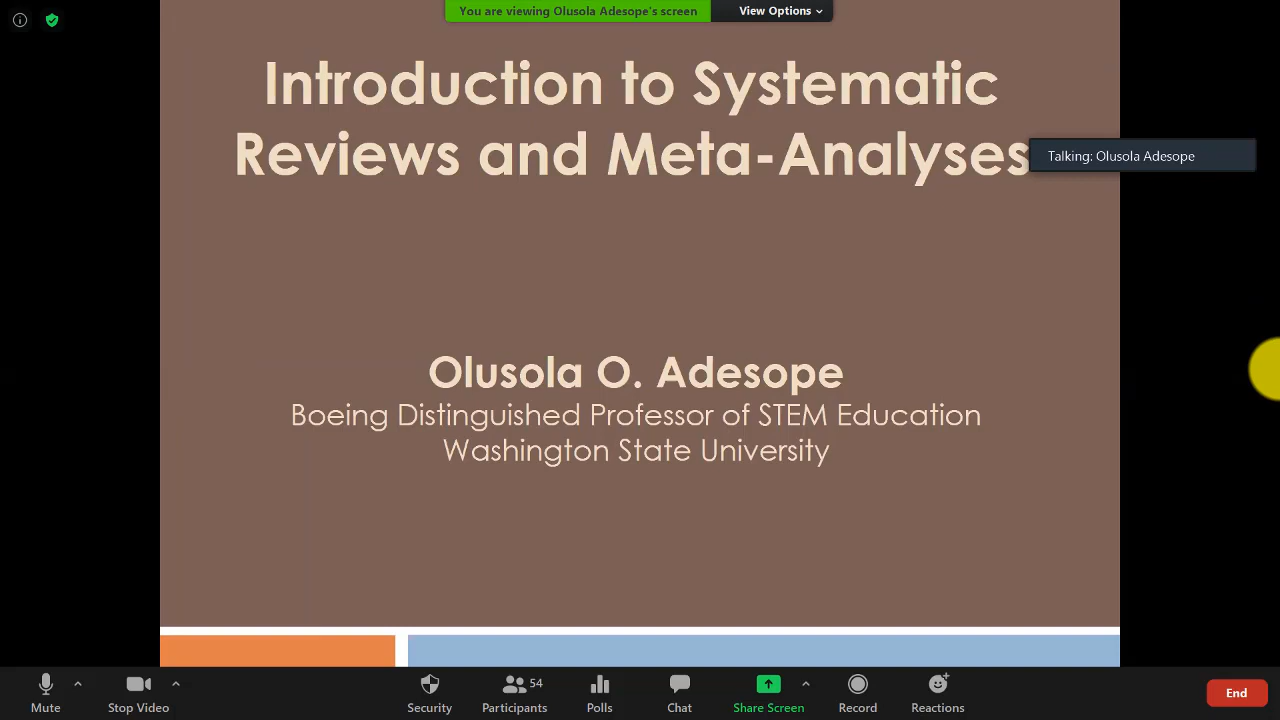 You are viewing Olusola Adesope's screen
View Options
Introduction to Systematic
Reviews and Meta-Analyses
Talking: Olusola Adesope
Olusola O. Adesope
Boeing Distinguished Professor of STEM Education
Washington State University
54
Mute
Stop Video
Security
Participants
Polls
Chat
Share Screen
Record
Reactions
End